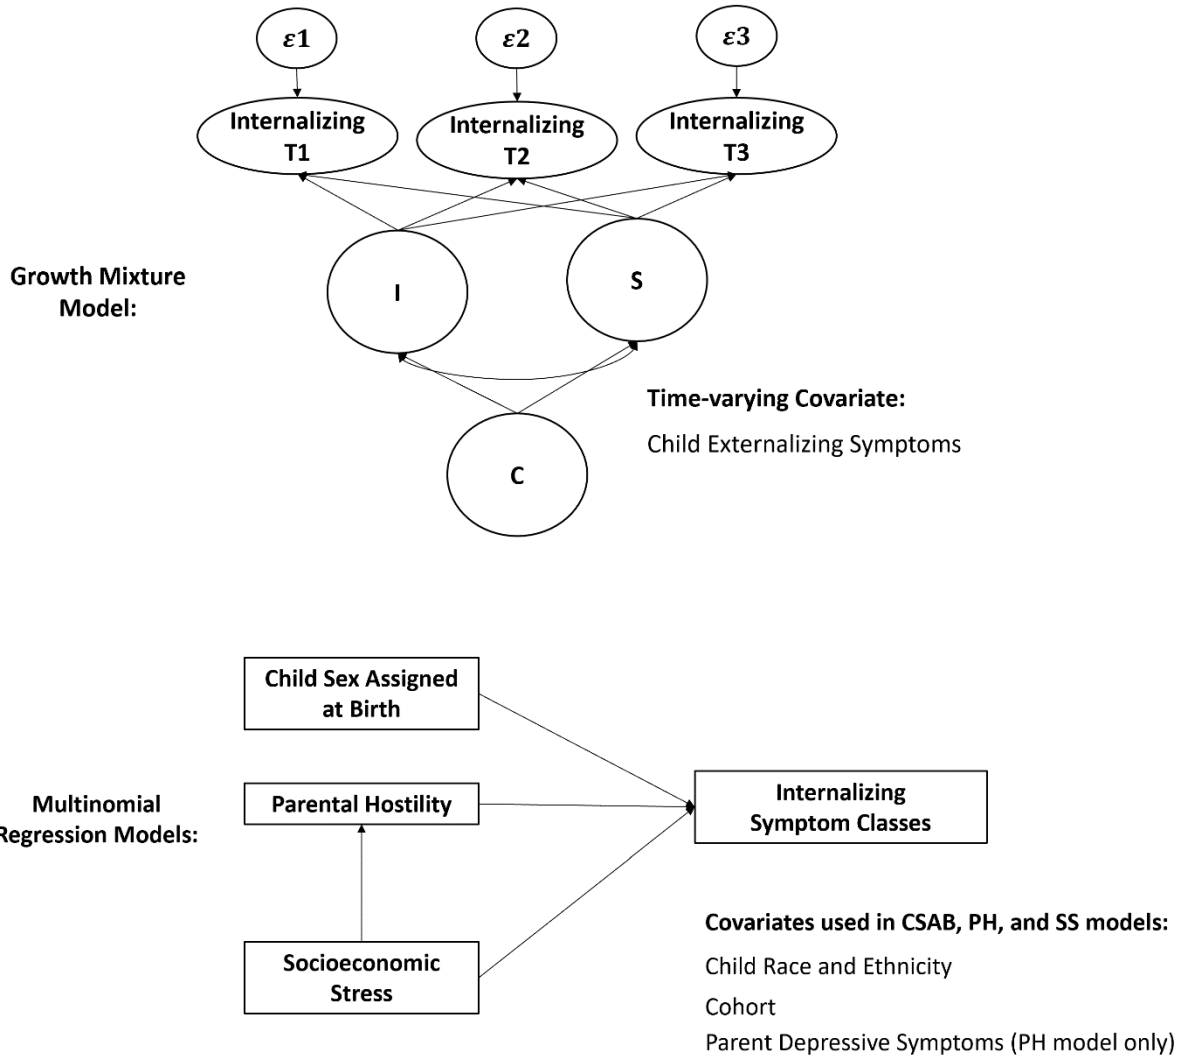 ε1
ε2
ε3
Internalizing
T1
Internalizing
T2
Internalizing
T3
Growth Mixture
Model:
I
S
Time-varying Covariate:
Child Externalizing Symptoms
C
Child Sex Assigned
at Birth
Multinomial
Regression Models:
Parental Hostility
Internalizing
Symptom Classes
Socioeconomic
Stress
Covariates used in CSAB, PH, and SS models:
Child Race and Ethnicity
Cohort
Parent Depressive Symptoms (PH model only)